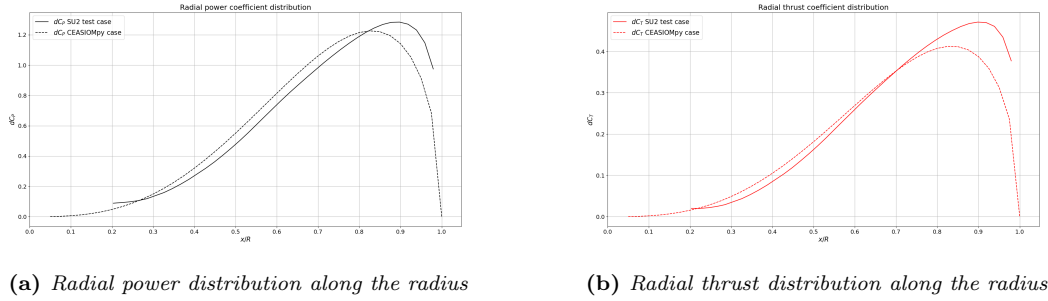 Radial power coefficient distribution
dC_P SU2 test case
dC_P CEASIOMpy case
dC_P
1.2
1.0
0.8
0.6
0.4
0.2
0.0
0.0 0.1 0.2 0.3 0.4 0.5 0.6 0.7 0.8 0.9 1.0
x/R
(a) Radial power distribution along the radius
Radial thrust coefficient distribution
dC_T SU2 test case
dC_T CEASIOMpy case
dC_T
0.4
0.3
0.2
0.1
0.0
0.0 0.1 0.2 0.3 0.4 0.5 0.6 0.7 0.8 0.9 1.0
x/R
(b) Radial thrust distribution along the radius